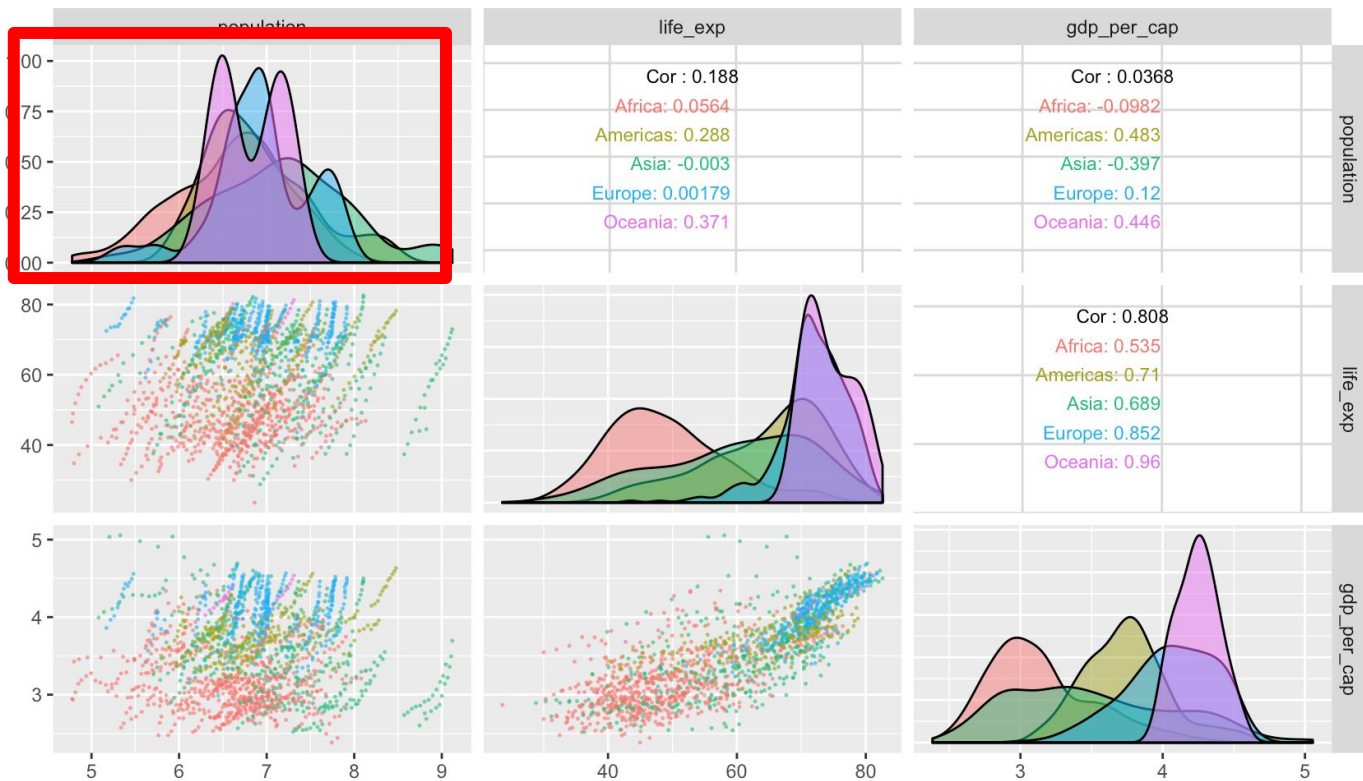 population
life_exp
gdp_per_cap
Cor : 0.188
Africa: 0.0564
Americas: 0.288
Asia: -0.003
Europe: 0.00179
Oceania: 0.371
Cor : 0.0368
Africa: -0.0982
Americas: 0.483
Asia: -0.397
Europe: 0.12
Oceania: 0.446
population
80
60
40
Cor : 0.808
Africa: 0.535
Americas: 0.71
Asia: 0.689
Europe: 0.852
Oceania: 0.96
life_exp
5
4
3
gdp_per_cap
5 6 7 8 9
40 60 80
3 4 5